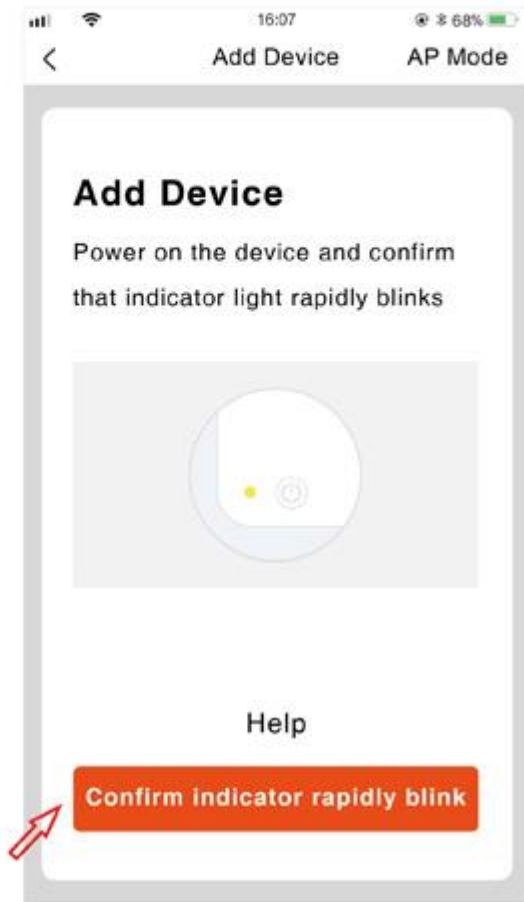 16:07
68%
Add Device
AP Mode
Add Device
Power on the device and confirm
that indicator light rapidly blinks
Help
Confirm indicator rapidly blink